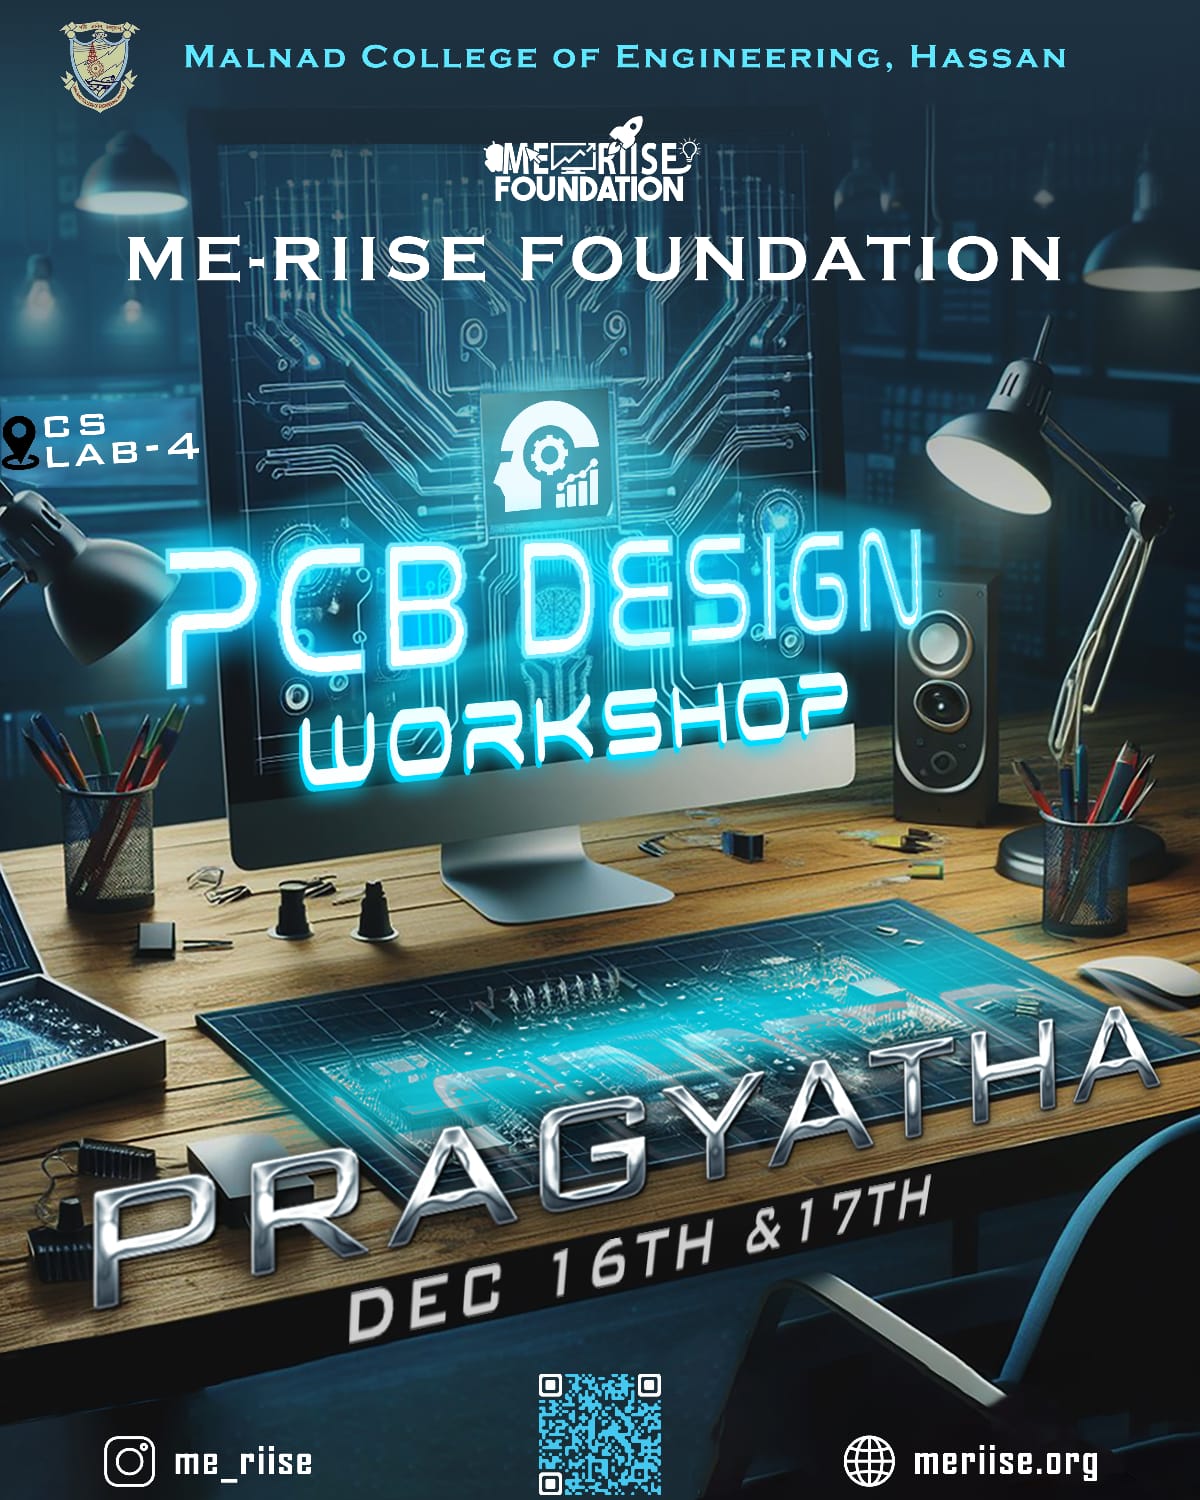 MALNAD COLLEGE OF ENGINEERING, HASSAN
ME-RIISE
FOUNDATION
ME-RIISE FOUNDATION
CS
LAB-4
PCB DESIGN
WORKSHOP
PRAGYATHA
DEC 16TH &17TH
me_riise
meriise.org